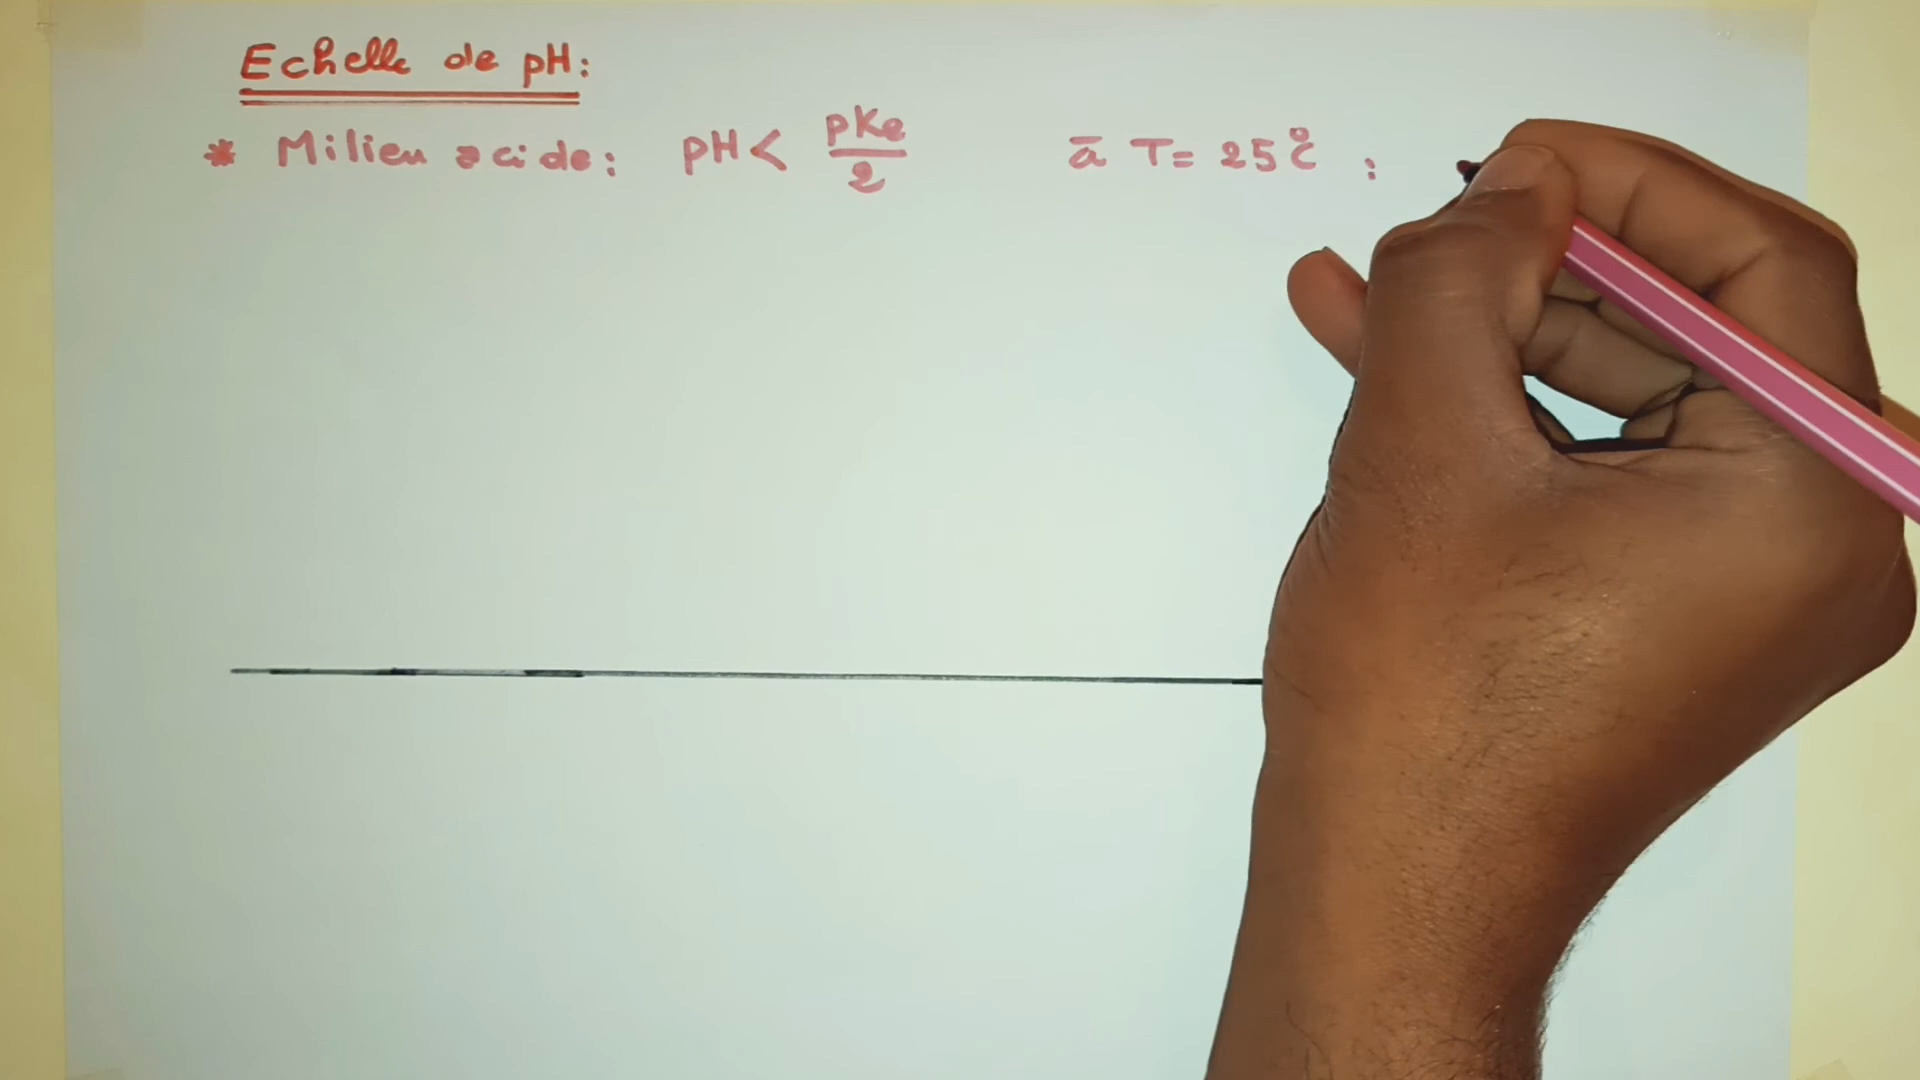 Echelle de pH:
* Milieu acide: pH < pKe/2 à T= 25°C :